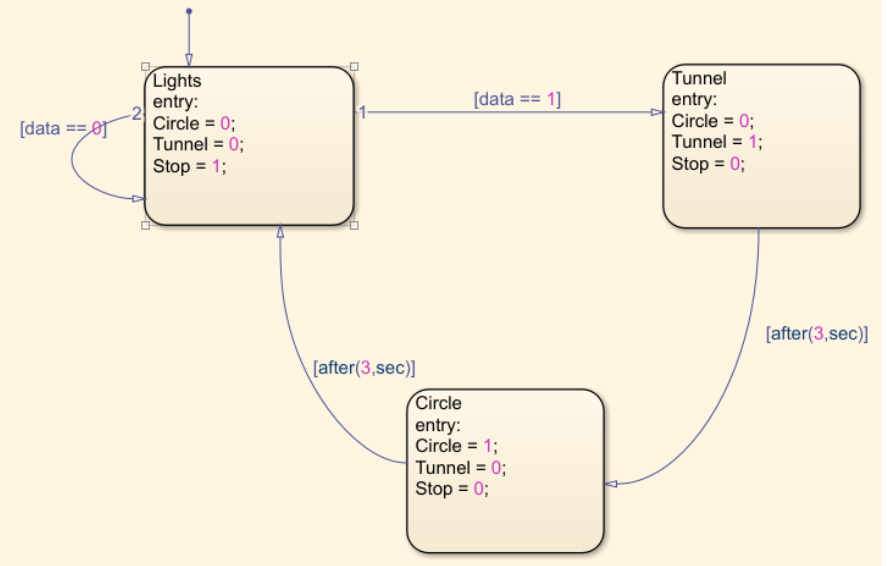 Lights
entry:
Circle = 0;
Tunnel = 0;
Stop = 1;
2
[data == 0]
1
[data == 1]
Tunnel
entry:
Circle = 0;
Tunnel = 1;
Stop = 0;
[after(3,sec)]
[after(3,sec)]
Circle
entry:
Circle = 1;
Tunnel = 0;
Stop = 0;